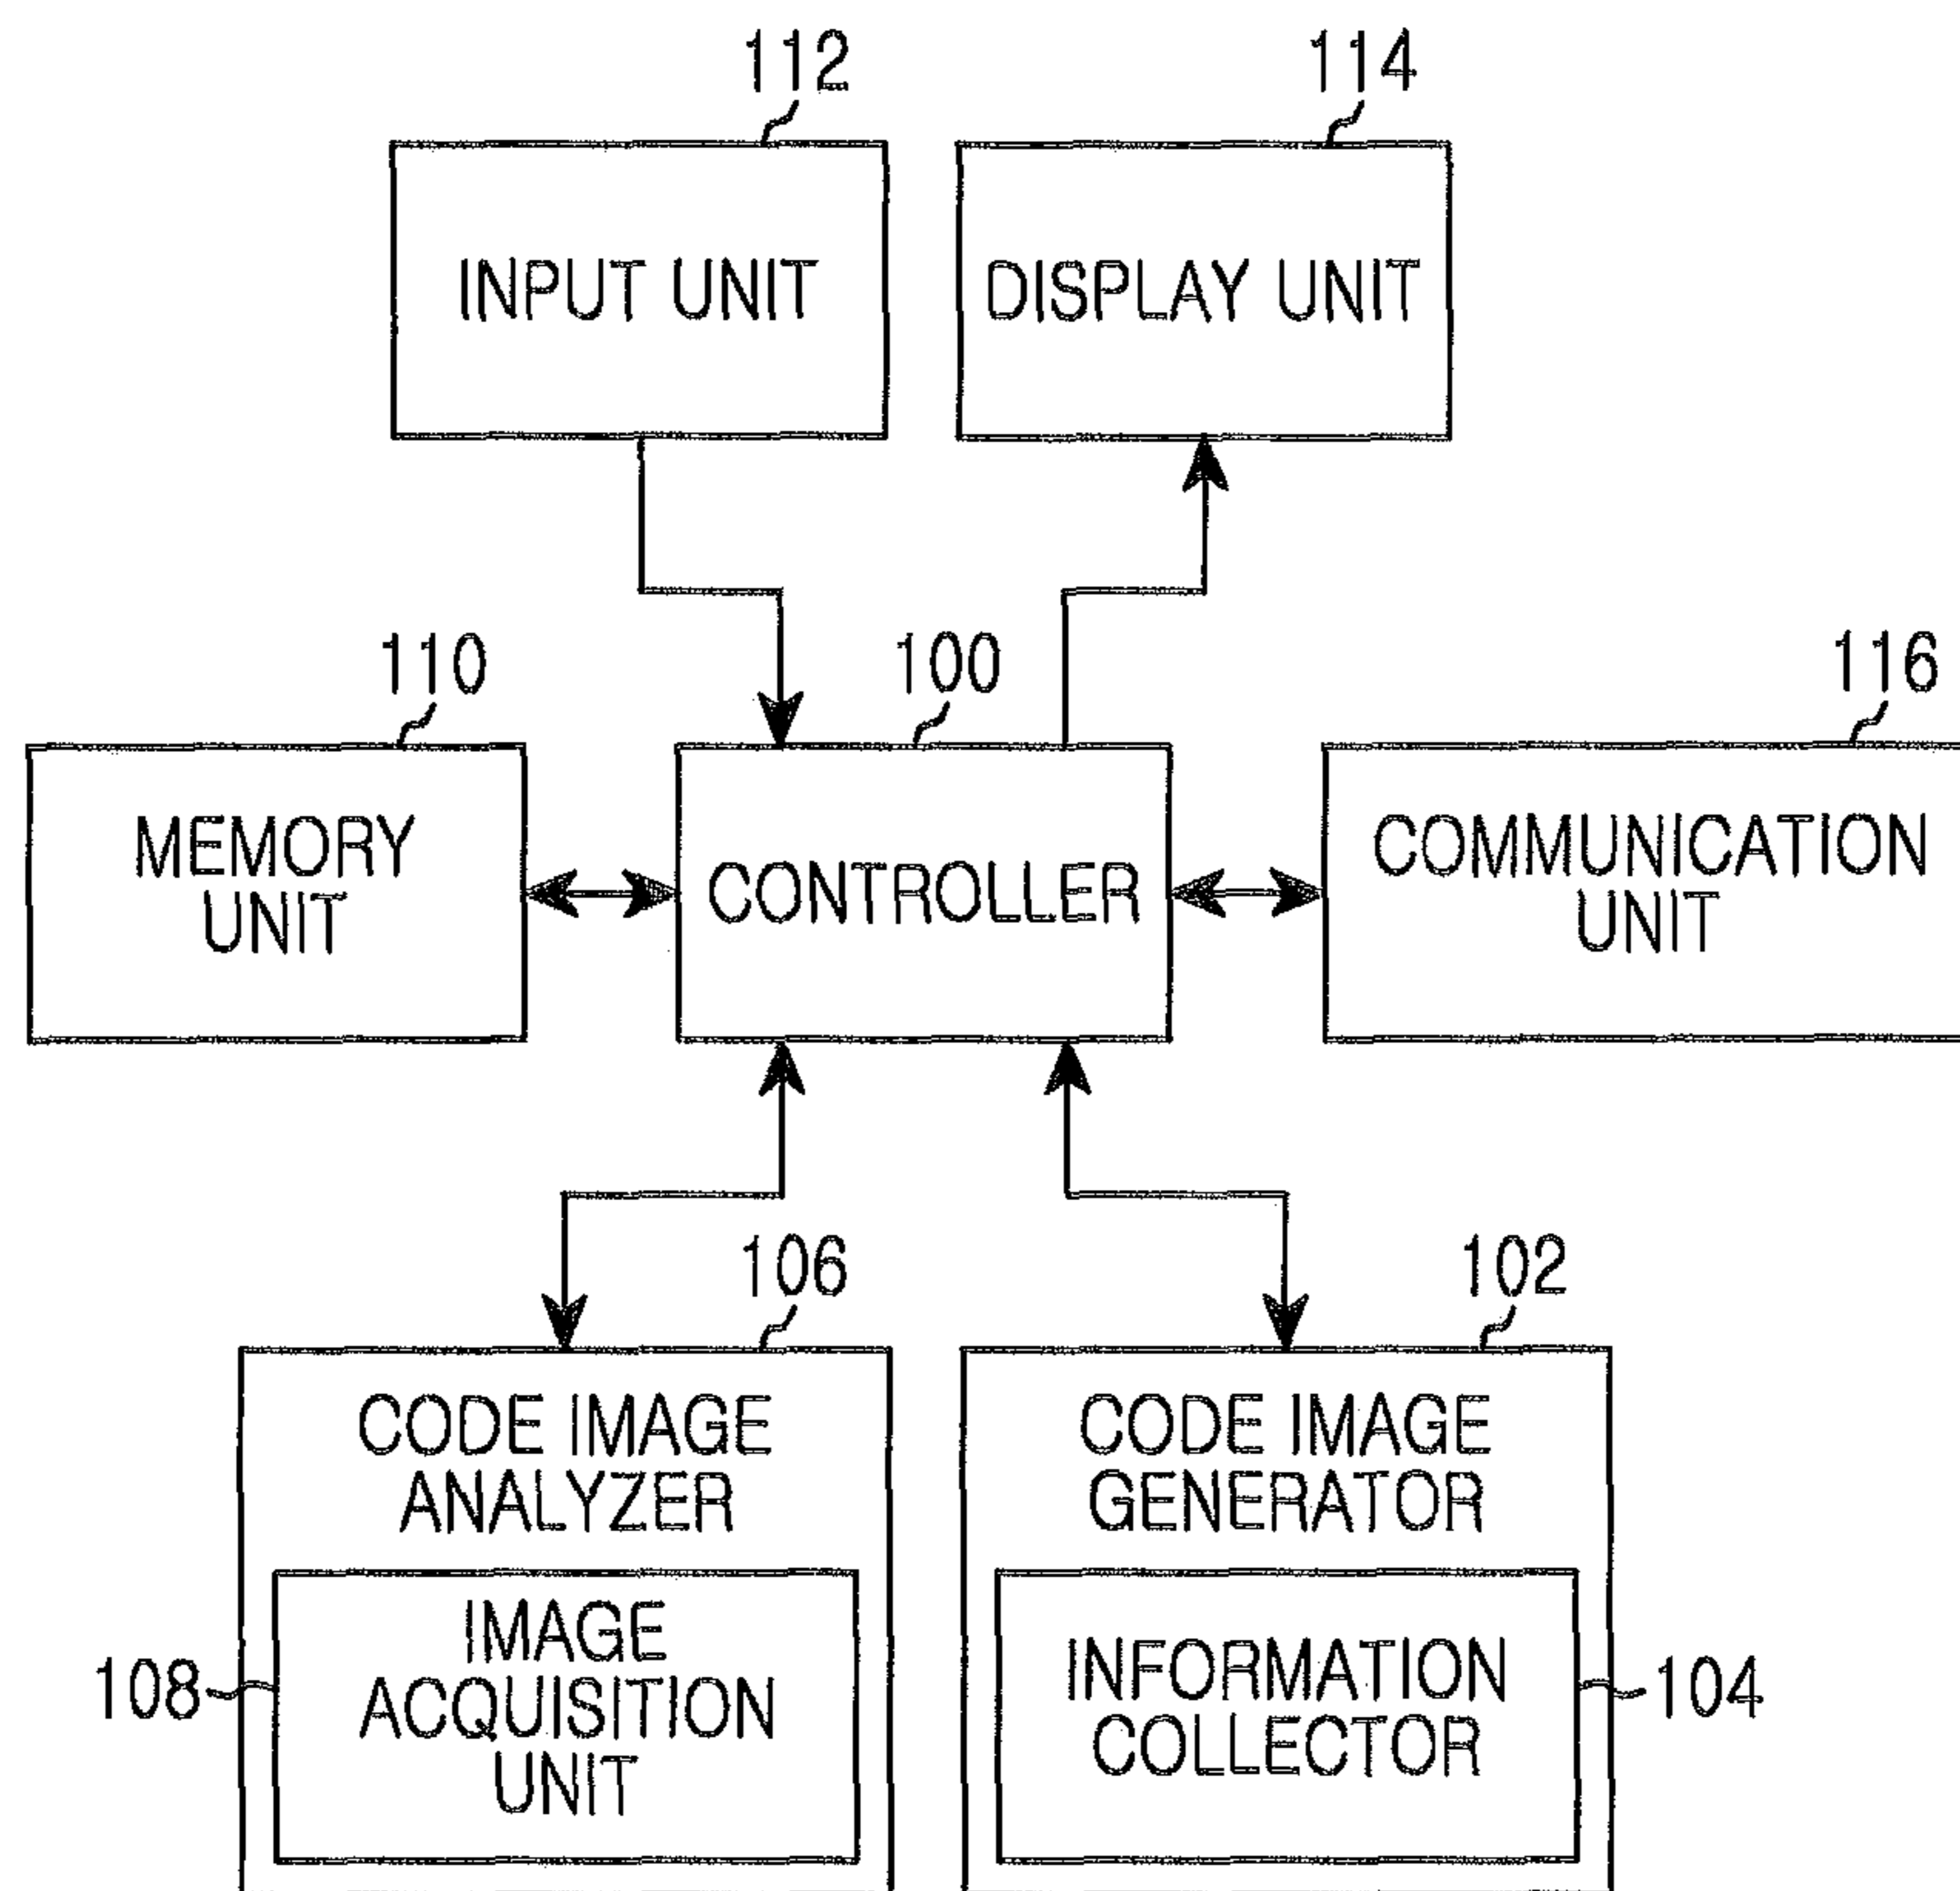 112
114
INPUT UNIT
DISPLAY UNIT
110
100
116
MEMORY
UNIT
CONTROLLER
COMMUNICATION
UNIT
106
102
CODE IMAGE
ANALYZER
CODE IMAGE
GENERATOR
108
IMAGE
ACQUISITION
UNIT
INFORMATION
COLLECTOR
104